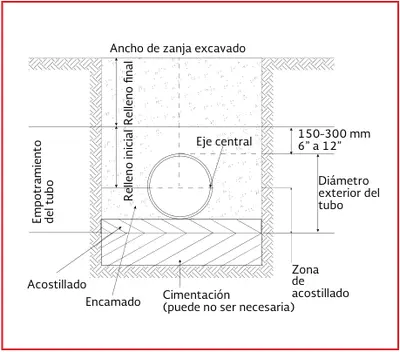 Ancho de zanja excavado
Relleno final
Relleno inicial
Eje central
150-300 mm
6" a 12"
Empotramiento
del tubo
Diámetro
exterior del
tubo
Acostillado
Encamado
Cimentación
(puede no ser necesaria)
Zona
de
acostillado